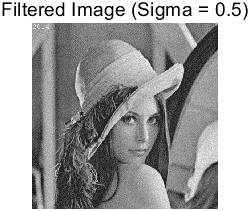 Filtered Image (Sigma = 0.5)